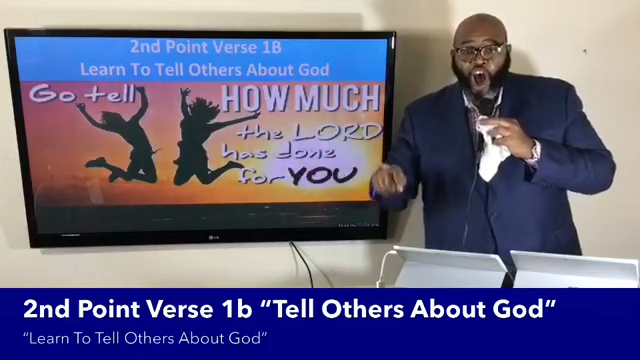 2nd Point Verse 1B
Learn To Tell Others About God
Go tell
HOW MUCH
the LORD
has done
for YOU
LG
2nd Point Verse 1b “Tell Others About God”
“Learn To Tell Others About God”